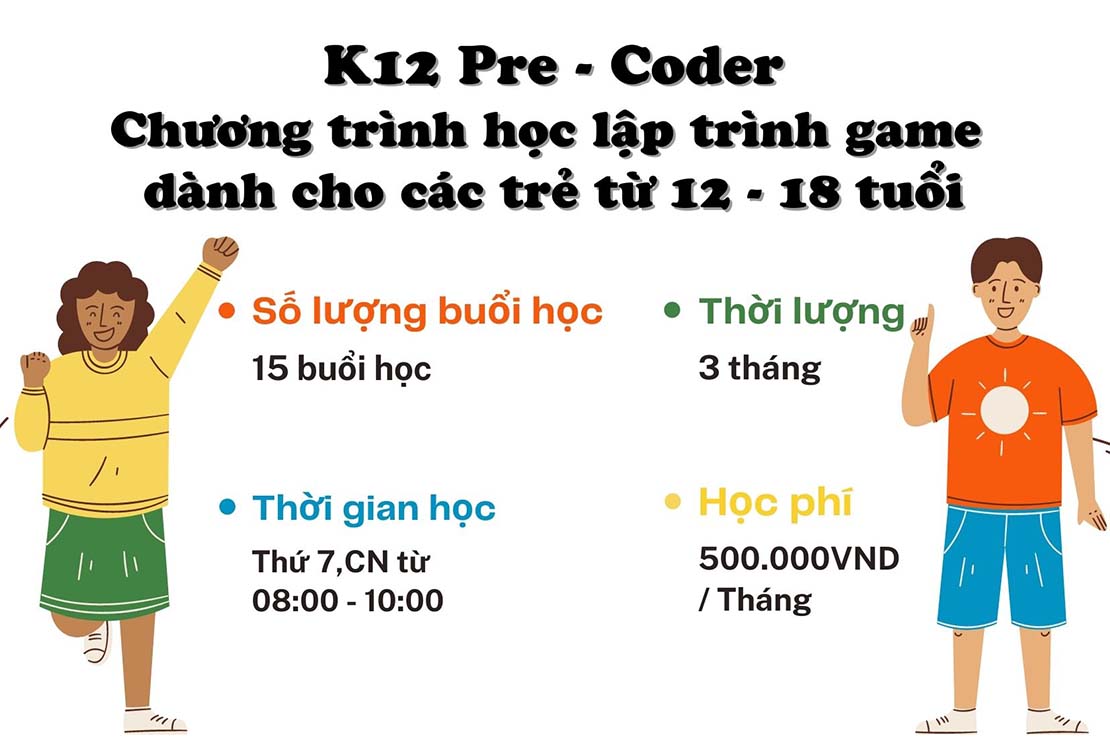 K12 Pre - Coder
Chương trình học lập trình game
dành cho các trẻ từ 12 - 18 tuổi
Số lượng buổi học
15 buổi học
Thời lượng
3 tháng
Thời gian học
Thứ 7,CN từ
08:00 - 10:00
Học phí
500.000VND
/ Tháng